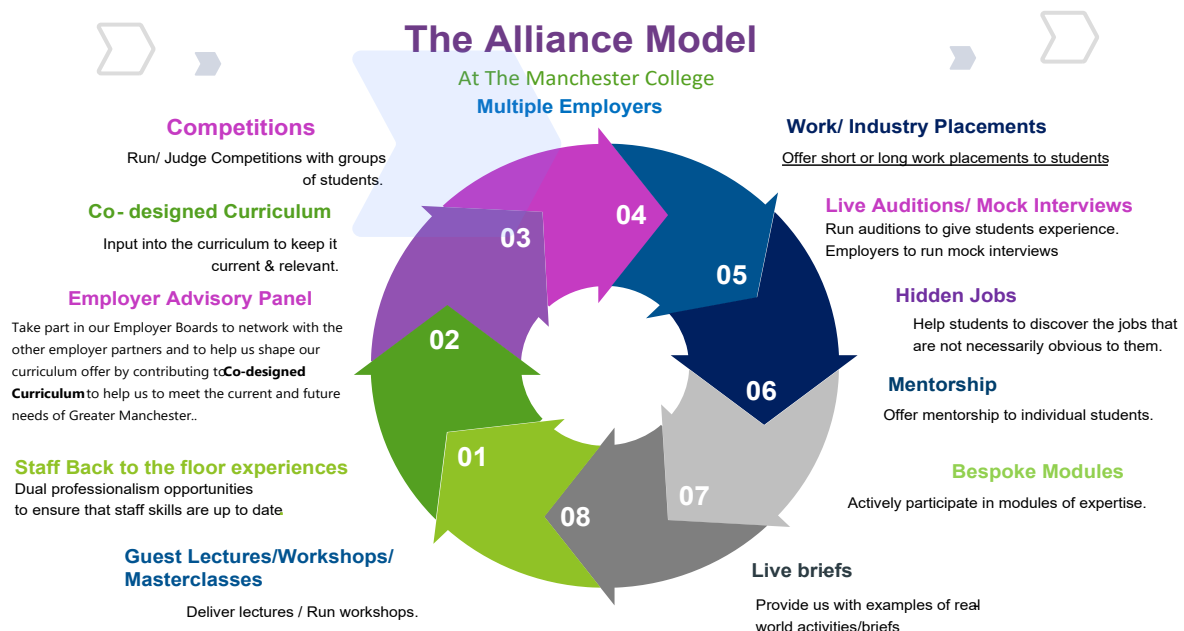 The Alliance Model
At The Manchester College
Multiple Employers
Competitions
Run/ Judge Competitions with groups
of students.
Co- designed Curriculum
Input into the curriculum to keep it
current & relevant.
Employer Advisory Panel
Take part in our Employer Boards to network with the
other employer partners and to help us shape our
curriculum offer by contributing to Co-designed
Curriculum to help us to meet the current and future
needs of Greater Manchester..
Staff Back to the floor experiences
Dual professionalism opportunities
to ensure that staff skills are up to date.
Guest Lectures/Workshops/
Masterclasses
Deliver lectures / Run workshops.
01
02
03
04
05
06
07
08
Work/ Industry Placements
Offer short or long work placements to students
Live Auditions/ Mock Interviews
Run auditions to give students experience.
Employers to run mock interviews
Hidden Jobs
Help students to discover the jobs that
are not necessarily obvious to them.
Mentorship
Offer mentorship to individual students.
Bespoke Modules
Actively participate in modules of expertise.
Live briefs
Provide us with examples of real-
world activities/briefs